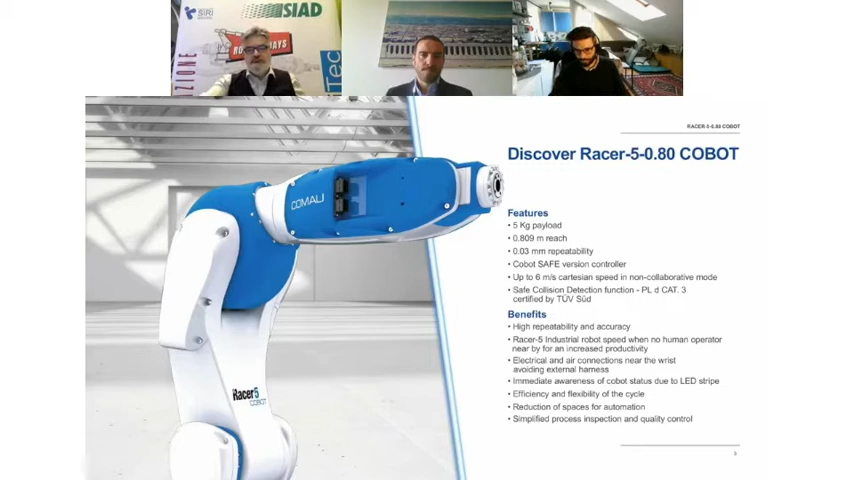 SIRI
SIAD
RACER-5-0.80 COBOT
Discover Racer-5-0.80 COBOT
COMAU
Features
• 5 Kg payload
• 0.809 m reach
• 0.03 mm repeatability
• Cobot SAFE version controller
• Up to 6 m/s cartesian speed in non-collaborative mode
• Safe Collision Detection function - PL d CAT. 3
certified by TÜV Süd
Benefits
• High repeatability and accuracy
• Racer-5 Industrial robot speed when no human operator
near by for an increased productivity
• Electrical and air connections near the wrist
avoiding external harness
• Immediate awareness of cobot status due to LED stripe
• Efficiency and flexibility of the cycle
• Reduction of spaces for automation
• Simplified process inspection and quality control
Racer5
COBOT
3